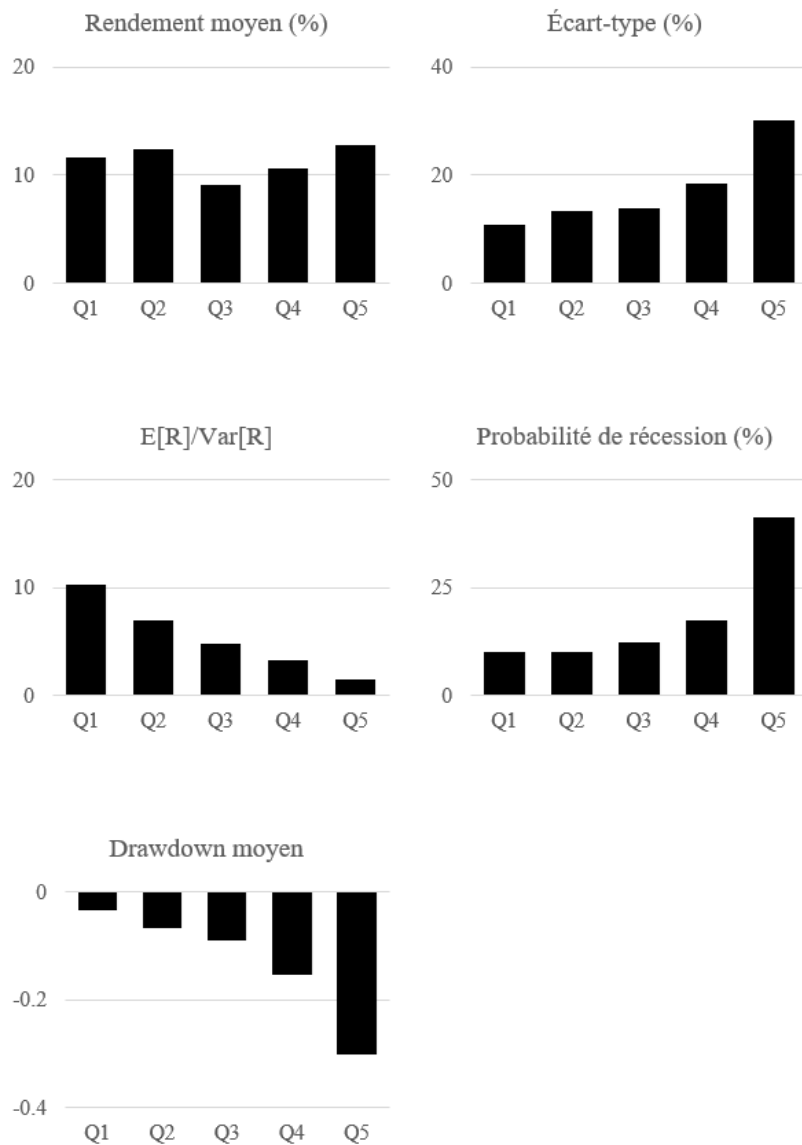 Rendement moyen (%)
20
10
0
Q1 Q2 Q3 Q4 Q5
Écart-type (%)
40
20
0
Q1 Q2 Q3 Q4 Q5
E[R]/Var[R]
20
10
0
Q1 Q2 Q3 Q4 Q5
Probabilité de récession (%)
50
25
0
Q1 Q2 Q3 Q4 Q5
Drawdown moyen
0
-0.2
-0.4
Q1 Q2 Q3 Q4 Q5